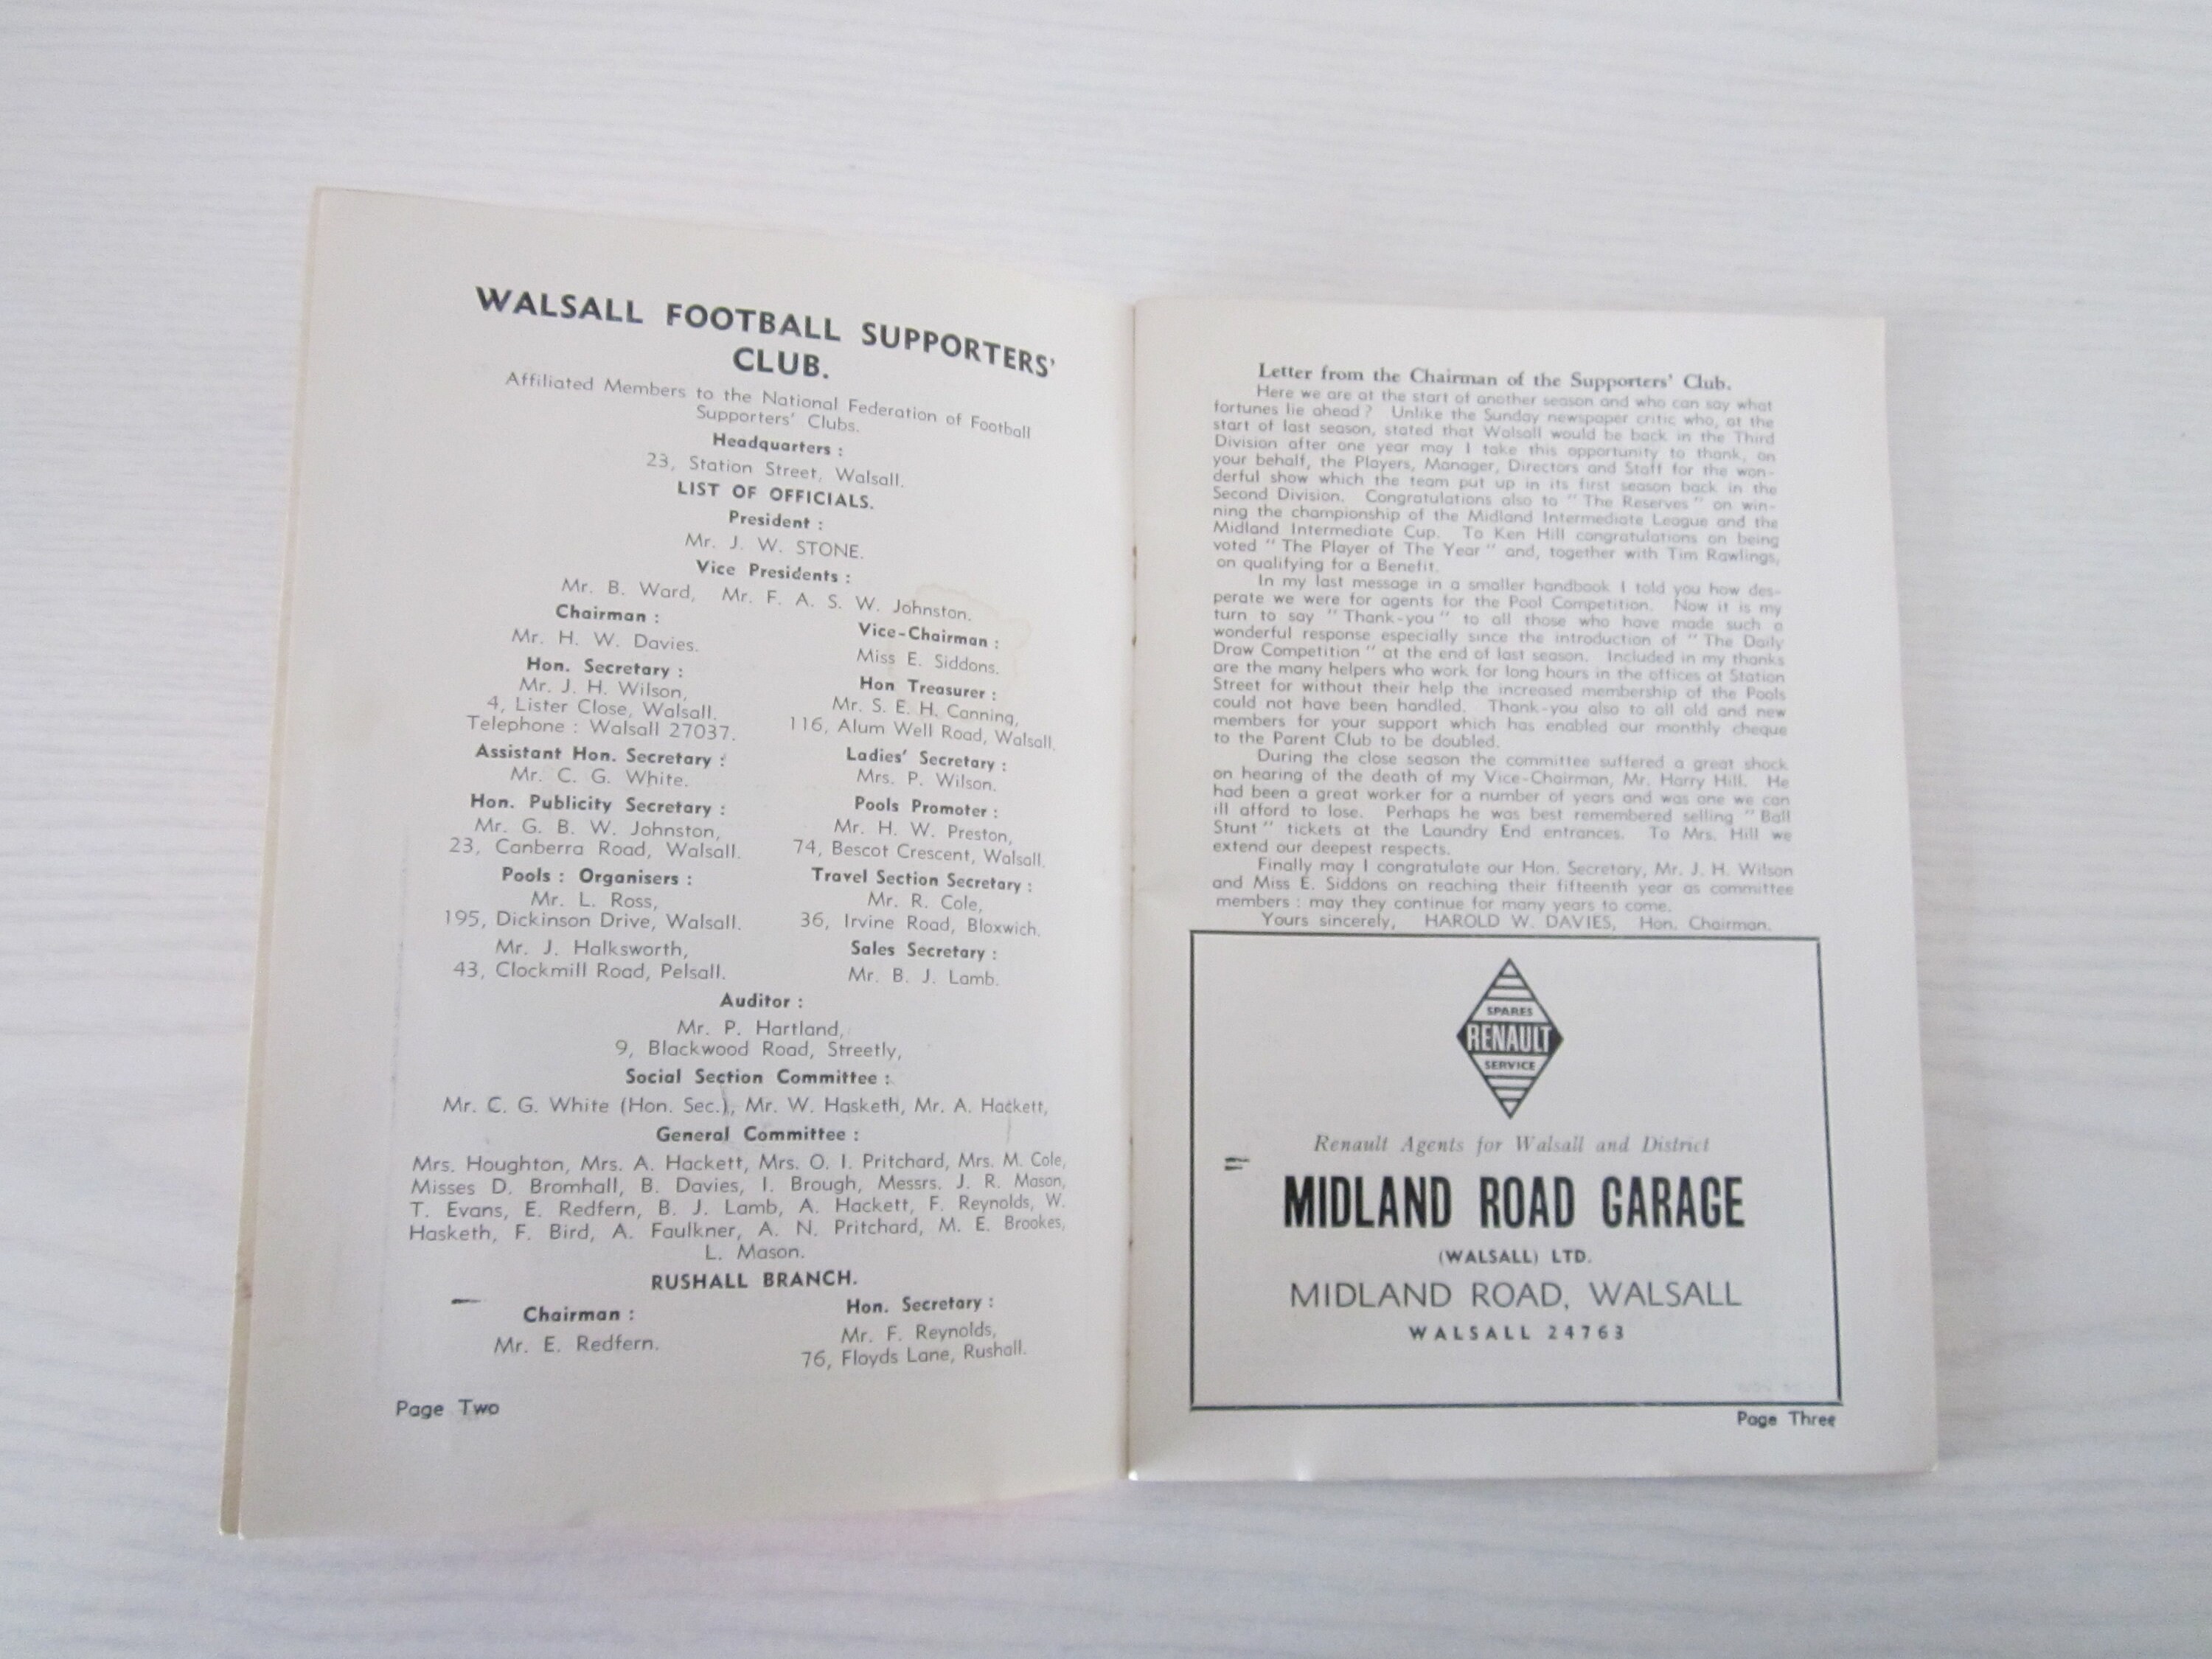 WALSALL FOOTBALL SUPPORTERS'
CLUB.
Affiliated Members to the National Federation of Football
Supporters' Clubs.
Headquarters :
23, Station Street, Walsall.
LIST OF OFFICIALS.
President :
Mr. J. W. STONE.
Vice Presidents :
Mr. B. Ward, Mr. F. A. S. W. Johnston.
Chairman :
Mr. H. W. Davies.
Vice-Chairman :
Miss E. Siddons.
Hon. Secretary :
Mr. J. H. Wilson,
4, Lister Close, Walsall.
Telephone : Walsall 27037.
Hon Treasurer :
Mr. S. E. H. Canning,
116, Alum Well Road, Walsall.
Assistant Hon. Secretary :
Mr. C. G. White.
Ladies' Secretary :
Mrs. P. Wilson.
Hon. Publicity Secretary :
Mr. G. B. W. Johnston,
23, Canberra Road, Walsall.
Pools Promoter :
Mr. H. W. Preston,
74, Bescot Crescent, Walsall.
Pools : Organisers :
Mr. L. Ross,
195, Dickinson Drive, Walsall.
Mr. J. Halksworth,
43, Clockmill Road, Pelsall.
Travel Section Secretary :
Mr. R. Cole,
36, Irvine Road, Bloxwich.
Sales Secretary :
Mr. B. J. Lamb.
Auditor :
Mr. P. Hartland,
9, Blackwood Road, Streetly,
Social Section Committee :
Mr. C. G. White (Hon. Sec.), Mr. W. Hasketh, Mr. A. Hackett,
General Committee :
Mrs. Houghton, Mrs. A. Hackett, Mrs. O. I. Pritchard, Mrs. M. Cole,
Misses D. Bromhall, B. Davies, I. Brough, Messrs. J. R. Mason,
T. Evans, E. Redfern, B. J. Lamb, A. Hackett, F. Reynolds, W.
Hasketh, F. Bird, A. Faulkner, A. N. Pritchard, M. E. Brookes,
L. Mason.
RUSHALL BRANCH.
Chairman :
Mr. E. Redfern.
Hon. Secretary :
Mr. F. Reynolds,
76, Floyds Lane, Rushall.
Page Two
Letter from the Chairman of the Supporters' Club.
Here we are at the start of another season and who can say what
fortunes lie ahead ? Unlike the Sunday newspaper critic who, at the
start of last season, stated that Walsall would be back in the Third
Division after one year may I take this opportunity to thank, on
your behalf, the Players, Manager, Directors and Staff for the won-
derful show which the team put up in its first season back in the
Second Division. Congratulations also to " The Reserves " on win-
ning the championship of the Midland Intermediate League and the
Midland Intermediate Cup. To Ken Hill congratulations on being
voted " The Player of The Year " and, together with Tim Rawlings,
on qualifying for a Benefit.
In my last message in a smaller handbook I told you how des-
perate we were for agents for the Pool Competition. Now it is my
turn to say " Thank-you " to all those who have made such a
wonderful response especially since the introduction of " The Daily
Draw Competition " at the end of last season. Included in my thanks
are the many helpers who work for long hours in the offices at Station
Street for without their help the increased membership of the Pools
could not have been handled. Thank-you also to all old and new
members for your support which has enabled our monthly cheque
to the Parent Club to be doubled.
During the close season the committee suffered a great shock
on hearing of the death of my Vice-Chairman, Mr. Harry Hill. He
had been a great worker for a number of years and was one we can
ill afford to lose. Perhaps he was best remembered selling " Ball
Stunt " tickets at the Laundry End entrances. To Mrs. Hill we
extend our deepest respects.
Finally may I congratulate our Hon. Secretary, Mr. J. H. Wilson
and Miss E. Siddons on reaching their fifteenth year as committee
members : may they continue for many years to come.
Yours sincerely, HAROLD W. DAVIES, Hon. Chairman.
SPARES
RENAULT
SERVICE
Renault Agents for Walsall and District
MIDLAND ROAD GARAGE
(WALSALL) LTD.
MIDLAND ROAD, WALSALL
WALSALL 24763
Page Three